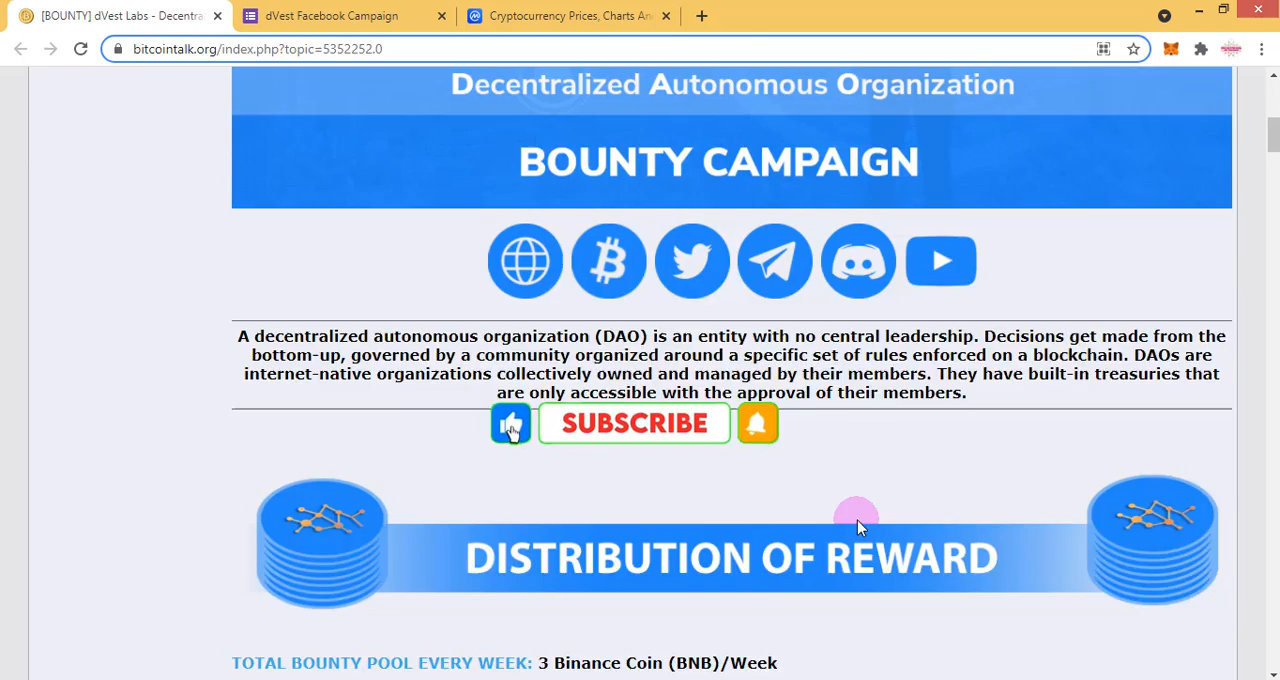 [BOUNTY] dVest Labs - Decentra
dVest Facebook Campaign
Cryptocurrency Prices, Charts An
bitcointalk.org/index.php?topic=5352252.0
Decentralized Autonomous Organization
BOUNTY CAMPAIGN
A decentralized autonomous organization (DAO) is an entity with no central leadership. Decisions get made from the
bottom-up, governed by a community organized around a specific set of rules enforced on a blockchain. DAOs are
internet-native organizations collectively owned and managed by their members. They have built-in treasuries that
are only accessible with the approval of their members.
SUBSCRIBE
DISTRIBUTION OF REWARD
TOTAL BOUNTY POOL EVERY WEEK: 3 Binance Coin (BNB)/Week